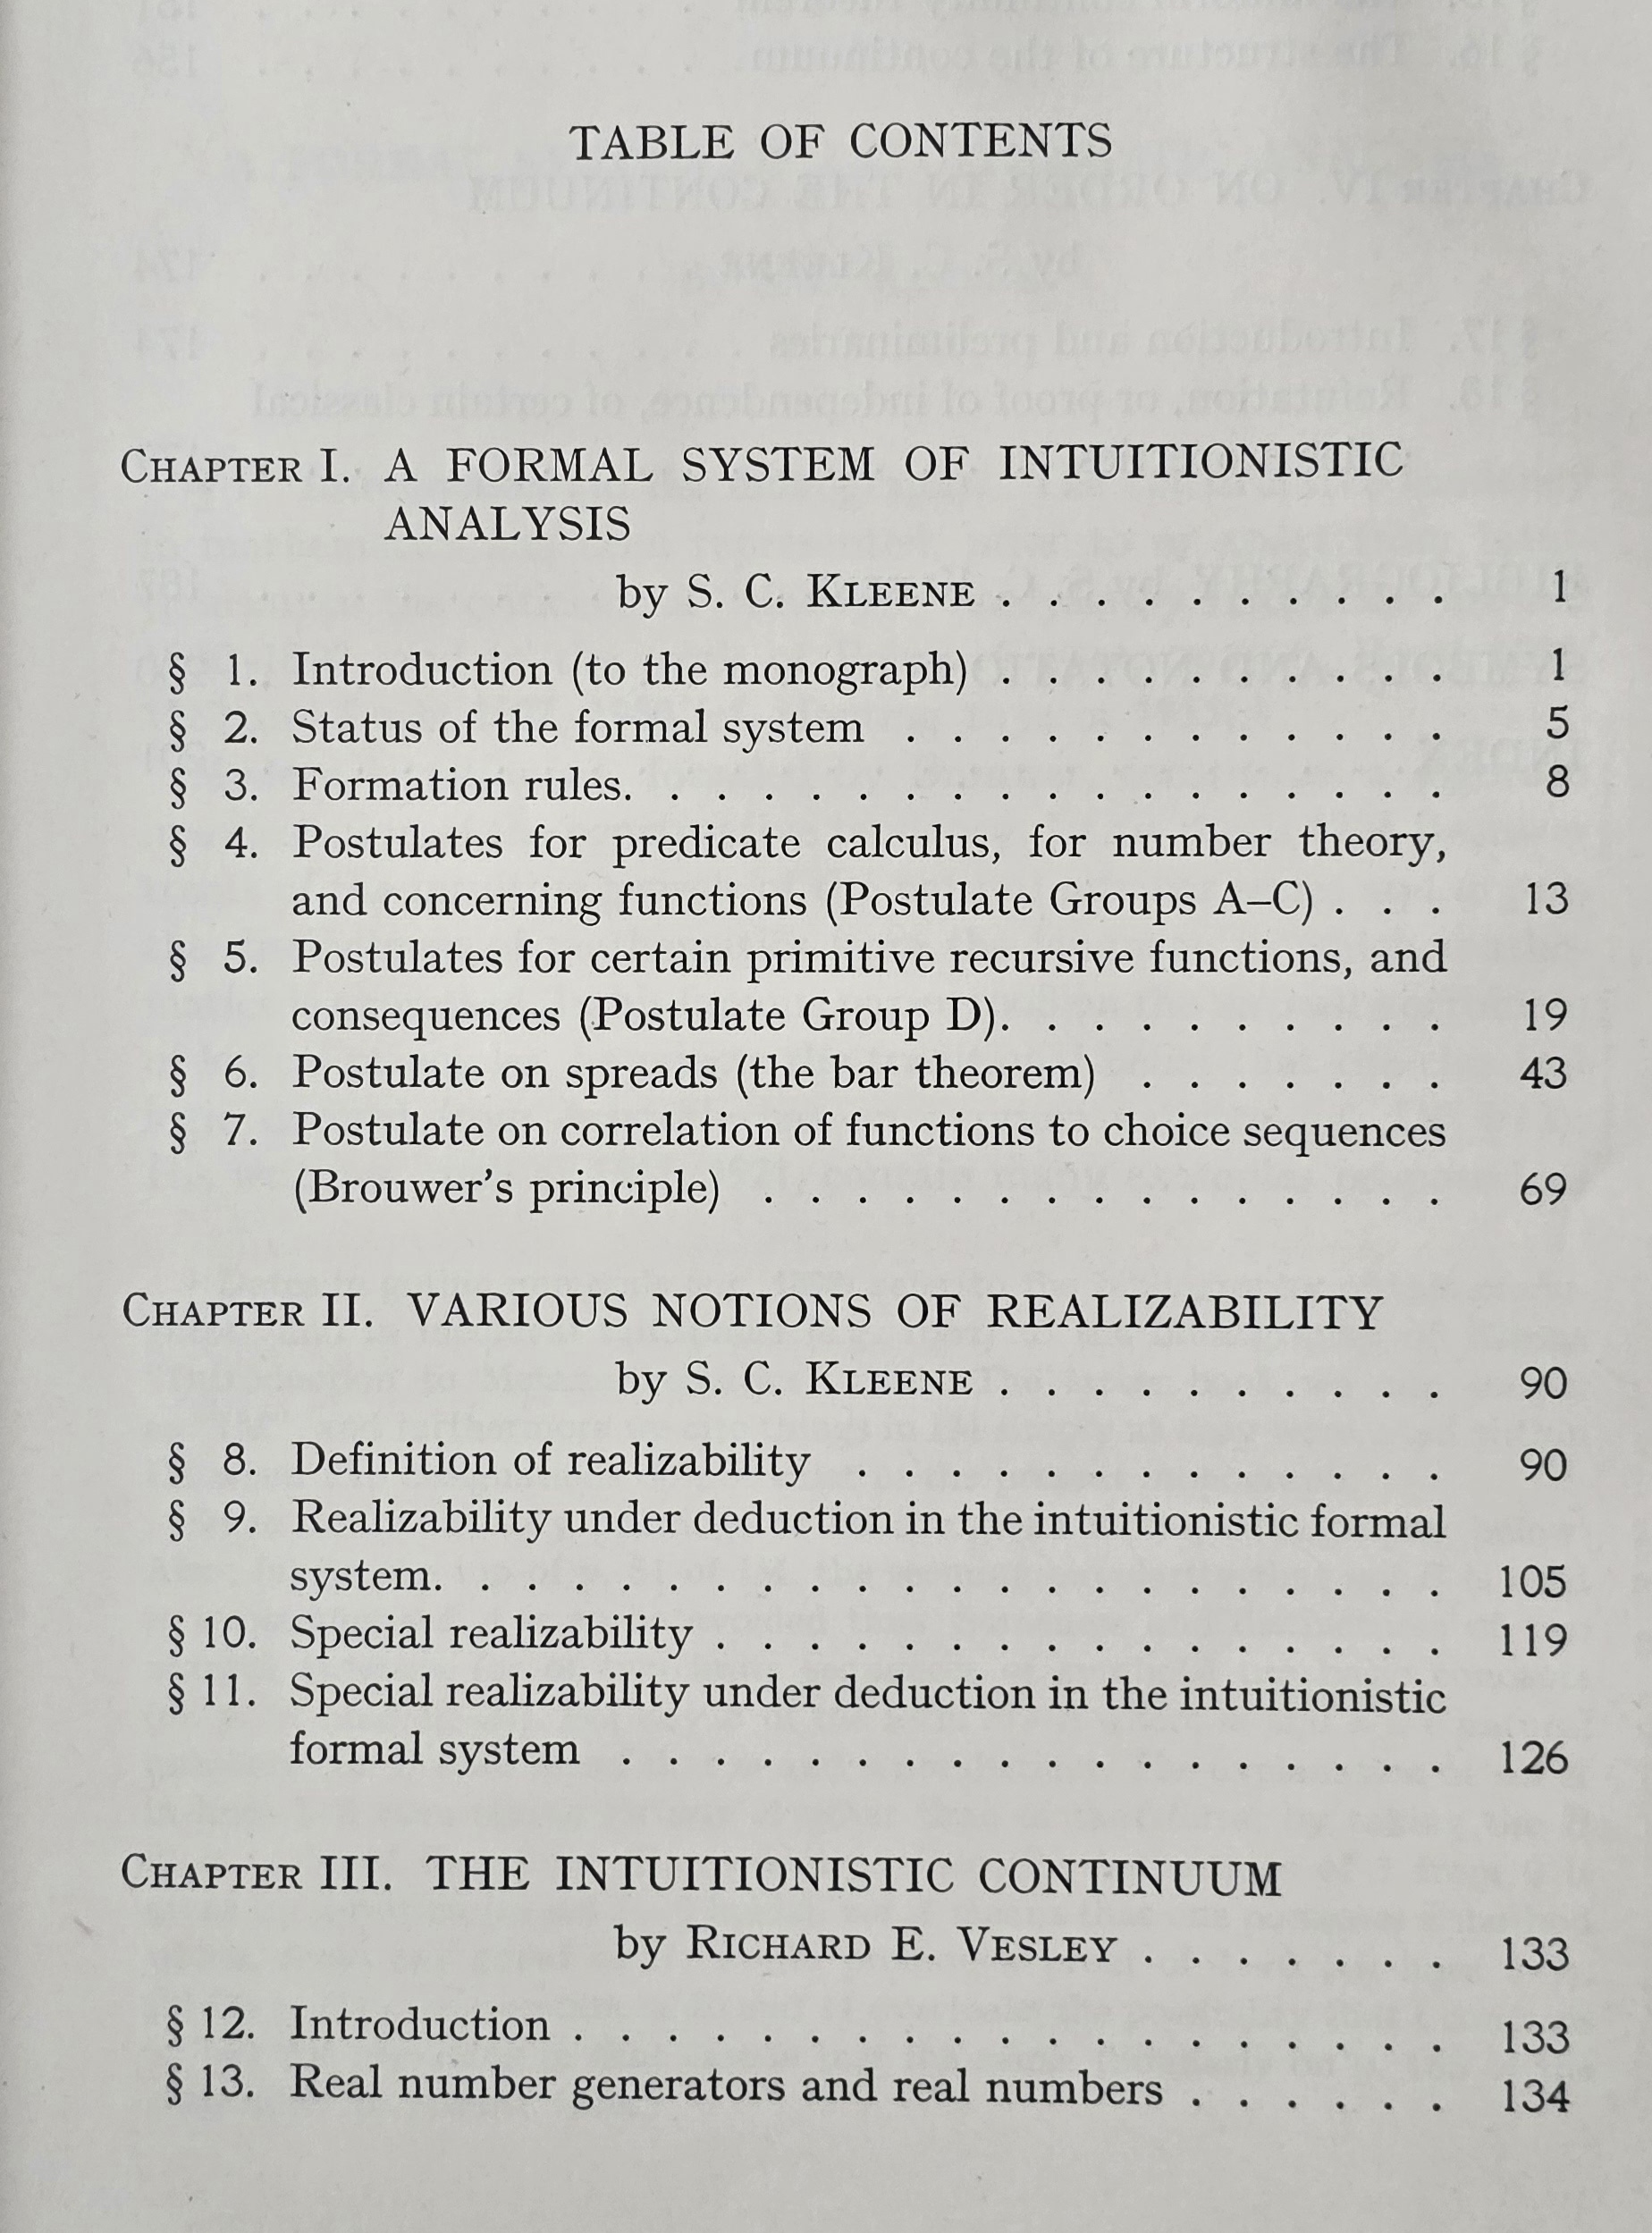 TABLE OF CONTENTS
CHAPTER I. A FORMAL SYSTEM OF INTUITIONISTIC
ANALYSIS
by S. C. KLEENE . . . . . . . . . . 1
§ 1. Introduction (to the monograph) . . . . . . . . . . 1
§ 2. Status of the formal system . . . . . . . . . . . . 5
§ 3. Formation rules. . . . . . . . . . . . . . . . . . 8
§ 4. Postulates for predicate calculus, for number theory,
and concerning functions (Postulate Groups A–C) . . . 13
§ 5. Postulates for certain primitive recursive functions, and
consequences (Postulate Group D). . . . . . . . . . 19
§ 6. Postulate on spreads (the bar theorem) . . . . . . . 43
§ 7. Postulate on correlation of functions to choice sequences
(Brouwer's principle) . . . . . . . . . . . . . . . 69
CHAPTER II. VARIOUS NOTIONS OF REALIZABILITY
by S. C. KLEENE . . . . . . . . . . 90
§ 8. Definition of realizability . . . . . . . . . . . . . 90
§ 9. Realizability under deduction in the intuitionistic formal
system. . . . . . . . . . . . . . . . . . . . . . 105
§ 10. Special realizability . . . . . . . . . . . . . . . . 119
§ 11. Special realizability under deduction in the intuitionistic
formal system . . . . . . . . . . . . . . . . . . 126
CHAPTER III. THE INTUITIONISTIC CONTINUUM
by RICHARD E. VESLEY . . . . . . . 133
§ 12. Introduction . . . . . . . . . . . . . . . . . . . 133
§ 13. Real number generators and real numbers . . . . . . 134